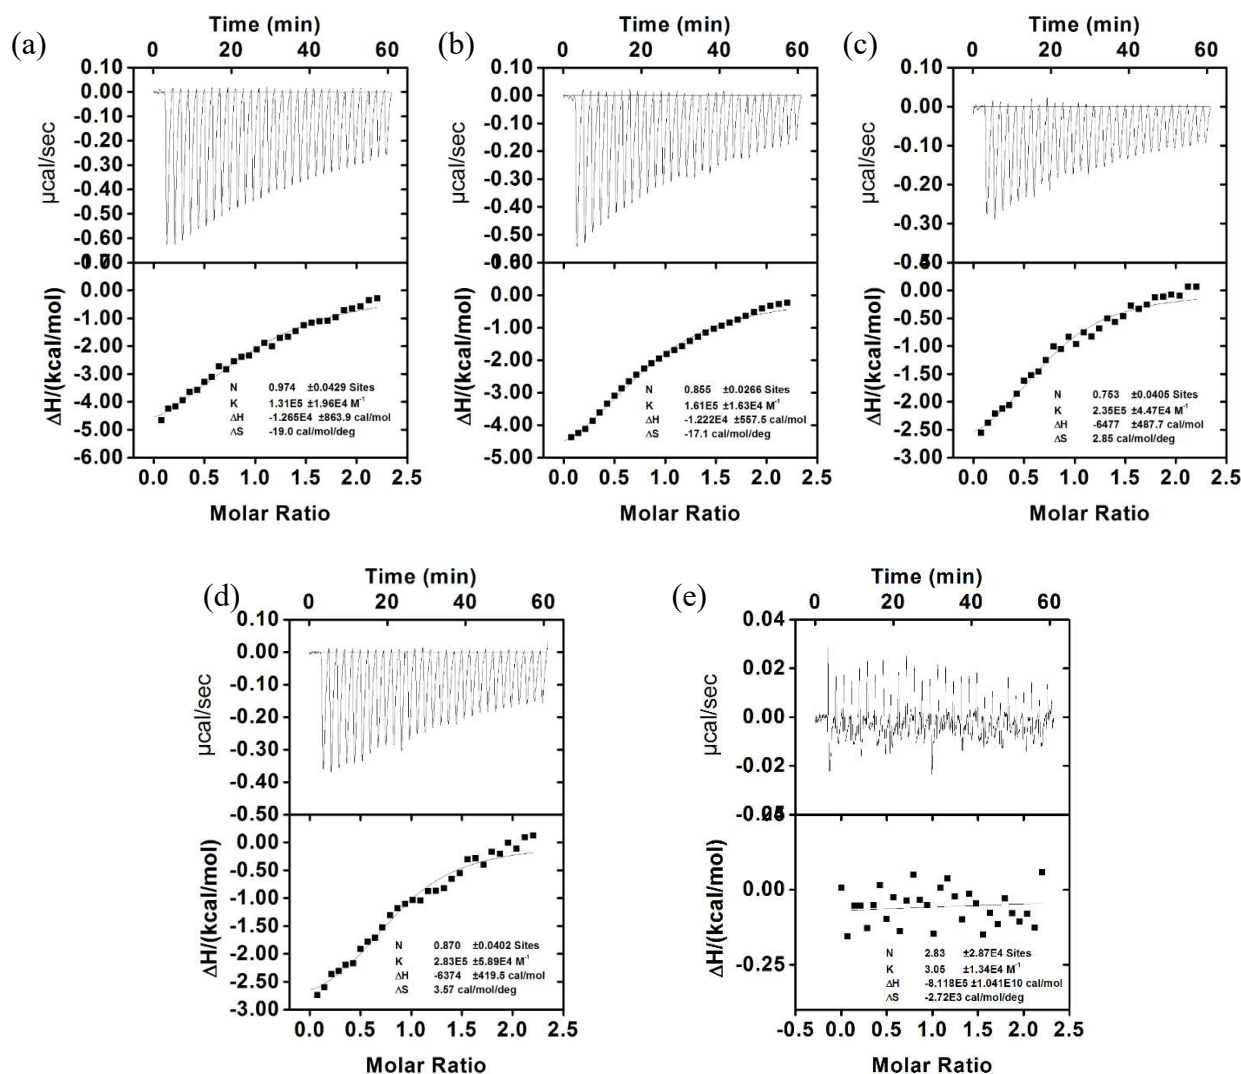 (a)
Time (min)
0 20 40 60
0.10
0.00
-0.10
-0.20
-0.30
-0.40
-0.50
-0.60
µcal/sec
0.00
-1.00
-2.00
-3.00
-4.00
-5.00
-6.00
ΔH/(kcal/mol)
N 0.974 ±0.0429 Sites
K 1.31E5 ±1.96E4 M⁻¹
ΔH -1.265E4 ±863.9 cal/mol
ΔS -19.0 cal/mol/deg
0.0 0.5 1.0 1.5 2.0 2.5
Molar Ratio
(b)
Time (min)
0 20 40 60
0.10
0.00
-0.10
-0.20
-0.30
-0.40
-0.50
µcal/sec
0.00
-1.00
-2.00
-3.00
-4.00
-5.00
ΔH/(kcal/mol)
N 0.855 ±0.0266 Sites
K 1.61E5 ±1.63E4 M⁻¹
ΔH -1.222E4 ±557.5 cal/mol
ΔS -17.1 cal/mol/deg
0.0 0.5 1.0 1.5 2.0 2.5
Molar Ratio
(c)
Time (min)
0 20 40 60
0.10
0.00
-0.10
-0.20
-0.30
µcal/sec
0.00
-0.50
-1.00
-1.50
-2.00
-2.50
-3.00
ΔH/(kcal/mol)
N 0.753 ±0.0405 Sites
K 2.35E5 ±4.47E4 M⁻¹
ΔH -6477 ±487.7 cal/mol
ΔS 2.85 cal/mol/deg
0.0 0.5 1.0 1.5 2.0 2.5
Molar Ratio
(d)
Time (min)
0 20 40 60
0.10
0.00
-0.10
-0.20
-0.30
-0.40
-0.50
µcal/sec
0.00
-0.50
-1.00
-1.50
-2.00
-2.50
-3.00
ΔH/(kcal/mol)
N 0.870 ±0.0402 Sites
K 2.83E5 ±5.89E4 M⁻¹
ΔH -6374 ±419.5 cal/mol
ΔS 3.57 cal/mol/deg
0.0 0.5 1.0 1.5 2.0 2.5
Molar Ratio
(e)
Time (min)
0 20 40 60
0.04
0.02
0.00
-0.02
µcal/sec
0.00
-0.25
ΔH/(kcal/mol)
N 2.83 ±2.87E4 Sites
K 3.05 ±1.34E4 M⁻¹
ΔH -8.118E5 ±1.041E10 cal/mol
ΔS -2.72E3 cal/mol/deg
-0.5 0.0 0.5 1.0 1.5 2.0 2.5
Molar Ratio